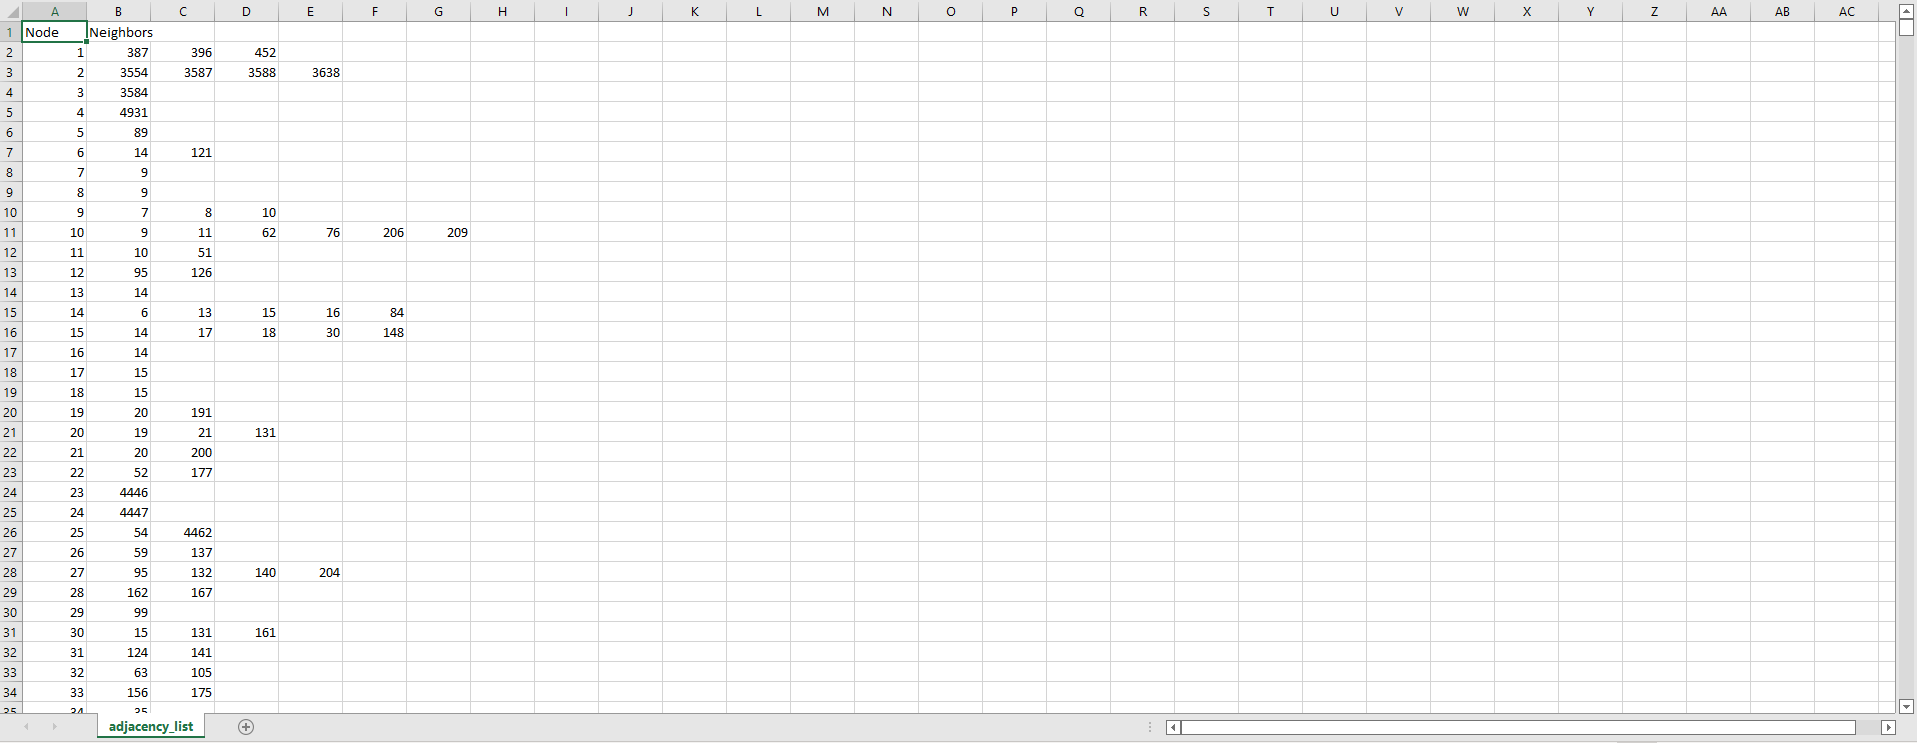 A B C D E F G H I J K L M N O P Q R S T U V W X Y Z AA AB AC
1 Node Neighbors
2 1 387 396 452
3 2 3554 3587 3588 3638
4 3 3584
5 4 4931
6 5 89
7 6 14 121
8 7 9
9 8 9
10 9 7 8 10
11 10 9 11 62 76 206 209
12 11 10 51
13 12 95 126
14 13 14
15 14 6 13 15 16 84
16 15 14 17 18 30 148
17 16 14
18 17 15
19 18 15
20 19 20 191
21 20 19 21 131
22 21 20 200
23 22 52 177
24 23 4446
25 24 4447
26 25 54 4462
27 26 59 137
28 27 95 132 140 204
29 28 162 167
30 29 99
31 30 15 131 161
32 31 124 141
33 32 63 105
34 33 156 175
35 34 35
adjacency_list